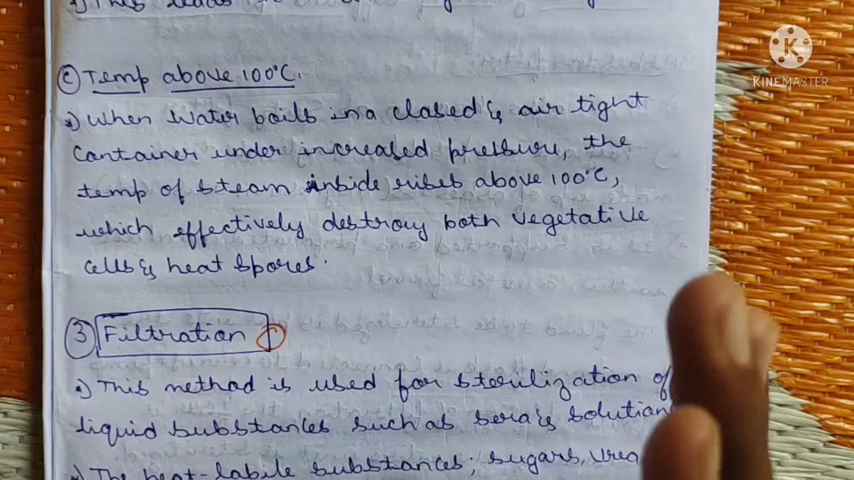 KINEMASTER
This leads
c) Temp above 100°C.
•) When water boils in a closed & air tight
container under increased pressure, the
temp of steam inside rises above 100°C,
which effectively destroy both vegetative
cells & heat spores.
3 Filtration
•) This method is used for sterilization of
liquid substances such as sera & solution
•) The heat-labile substances; sugars, Urea